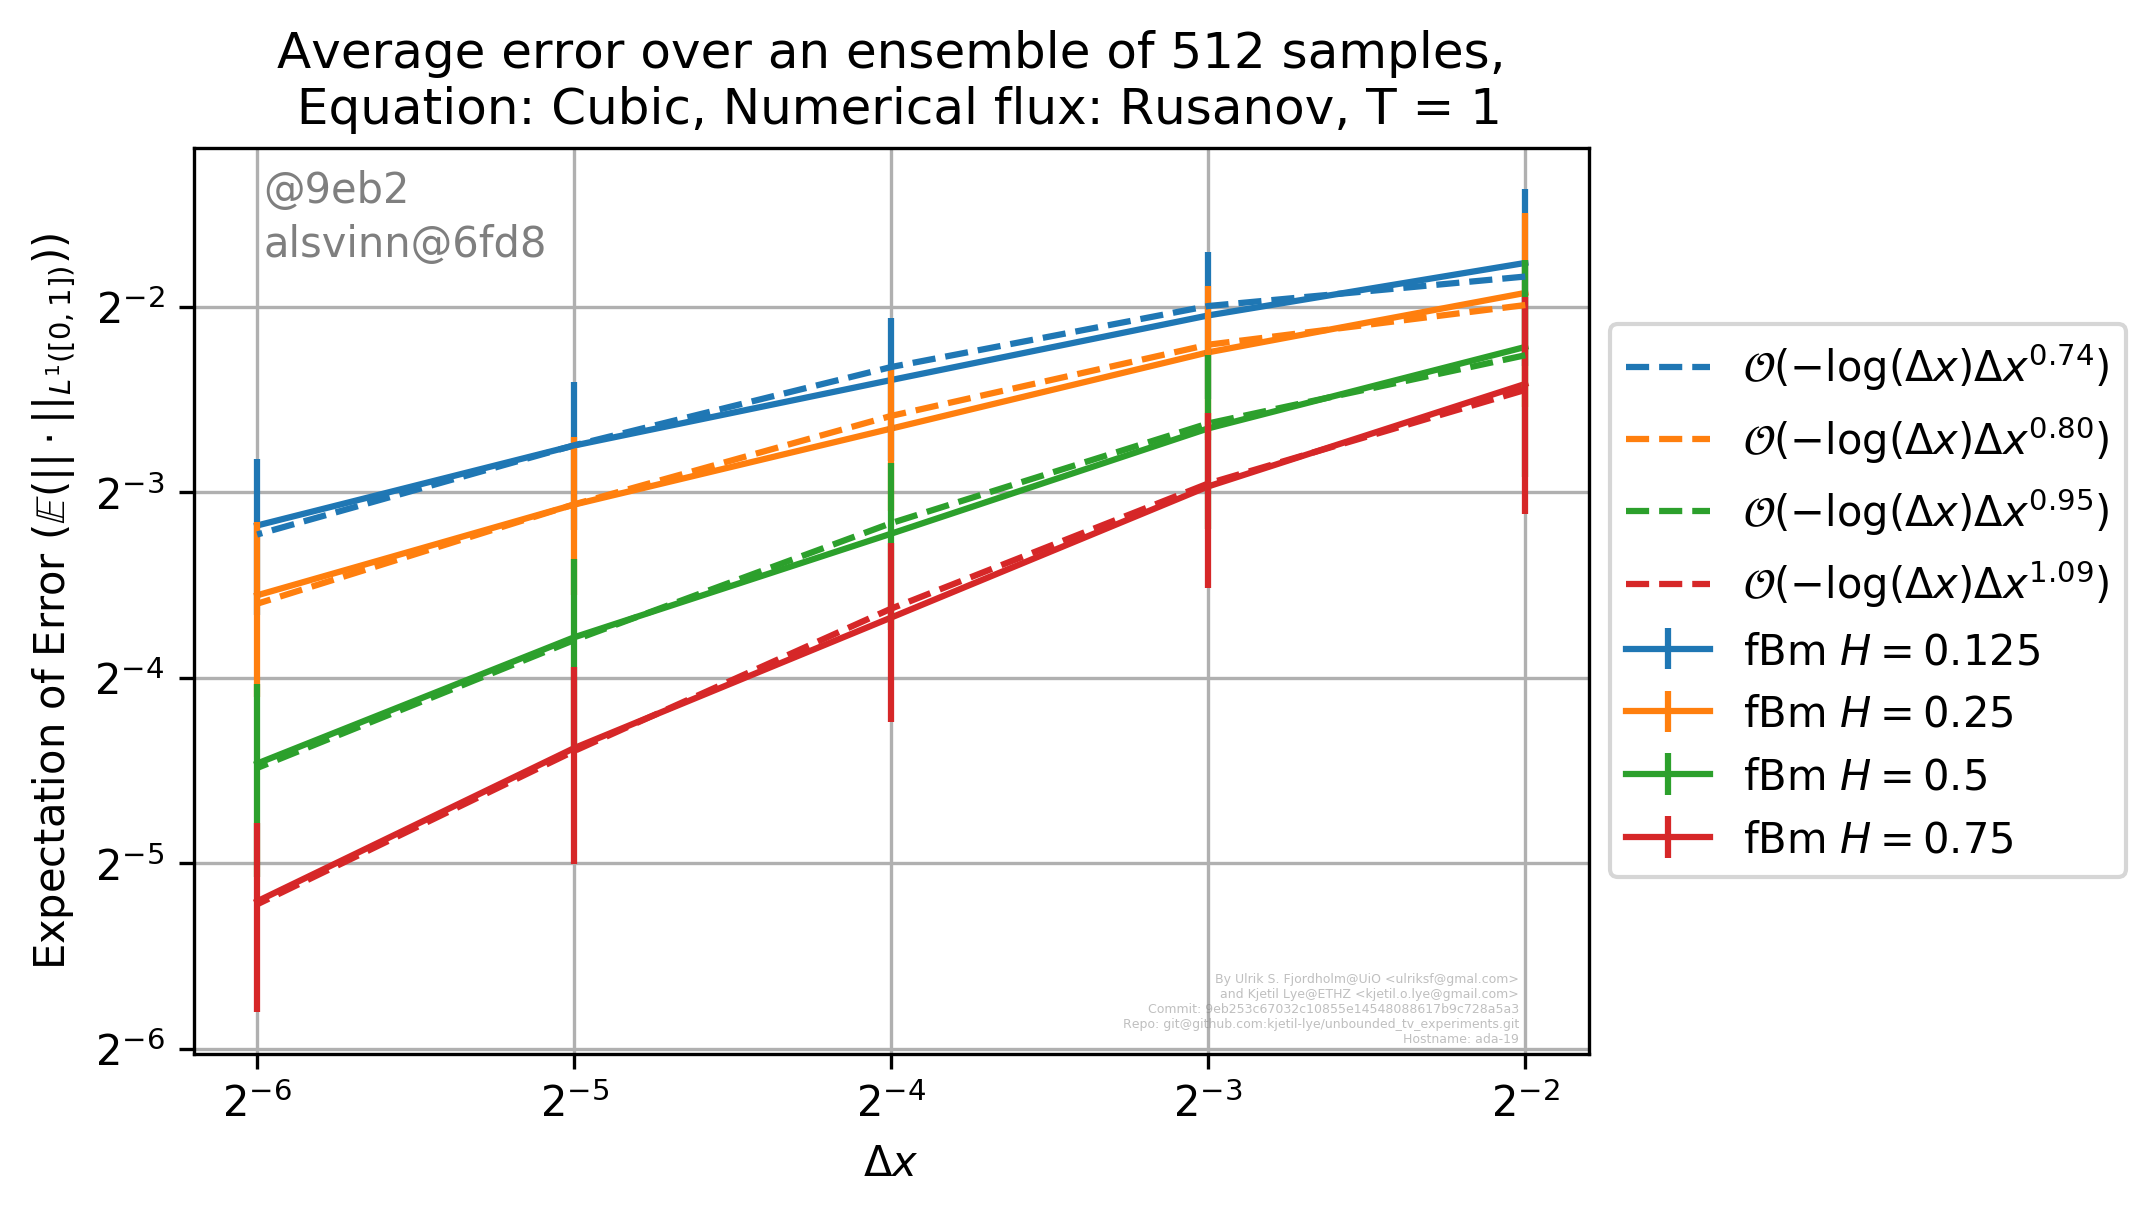 Average error over an ensemble of 512 samples,
Equation: Cubic, Numerical flux: Rusanov, T = 1
@9eb2
alsvinn@6fd8
Expectation of Error (𝔼(||·||_{L¹([0,1])}))
2⁻²
2⁻³
2⁻⁴
2⁻⁵
2⁻⁶
2⁻⁶ 2⁻⁵ 2⁻⁴ 2⁻³ 2⁻²
Δx
𝒪(−log(Δx)Δx^{0.74})
𝒪(−log(Δx)Δx^{0.80})
𝒪(−log(Δx)Δx^{0.95})
𝒪(−log(Δx)Δx^{1.09})
fBm H = 0.125
fBm H = 0.25
fBm H = 0.5
fBm H = 0.75
By Ulrik S. Fjordholm@UiO <ulriksf@gmal.com>
and Kjetil Lye@ETHZ <kjetil.o.lye@gmail.com>
Commit: 9eb253c67032c10855e14548088617b9c728a5a3
Repo: git@github.com:kjetil-lye/unbounded_tv_experiments.git
Hostname: ada-19